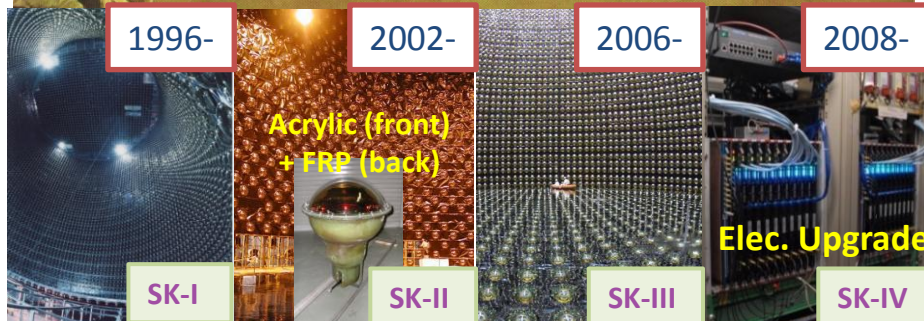 1996-
2002-
2006-
2008-
Acrylic (front)
+ FRP (back)
Elec. Upgrade
SK-I
SK-II
SK-III
SK-IV